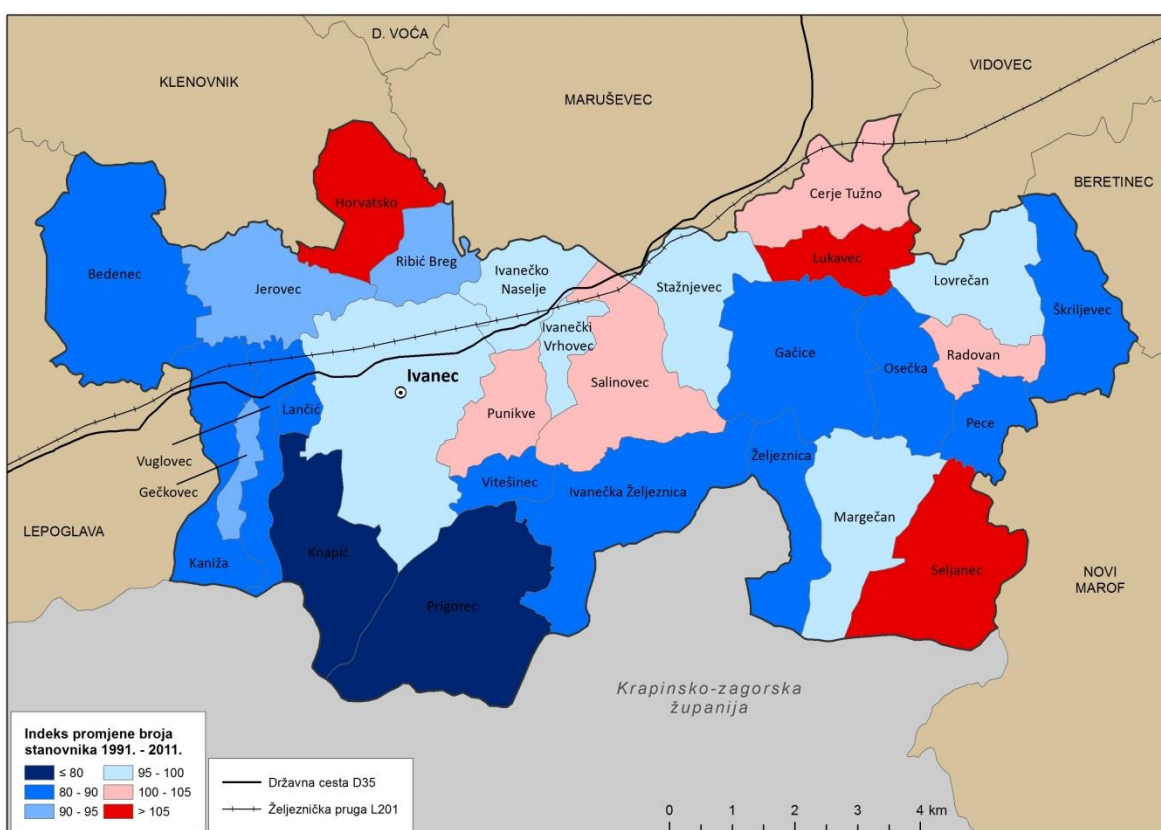 D. VOĆA
KLENOVNIK
VIDOVEC
MARUŠEVEC
BERETINEC
Horvatsko
Cerje Tužno
Ribić Breg
Lukavec
Bedenec
Ivanečko
Naselje
Jerovec
Stažnjevec
Lovrečan
Škriljevec
Ivanečki
Vrhovec
Gačice
Radovan
Osečka
Ivanec
Salinovec
Lančić
Punikve
Pece
Vuglovec
Željeznica
Gečkovec
Vitešinec
Ivanečka Željeznica
Margečan
LEPOGLAVA
Knapić
Kaniža
Seljanec
NOVI
MAROF
Prigorec
Krapinsko-zagorska
županija
Indeks promjene broja
stanovnika 1991. - 2011.
≤ 80
95 - 100
80 - 90
100 - 105
90 - 95
> 105
Državna cesta D35
Željeznička pruga L201
0 1 2 3 4 km